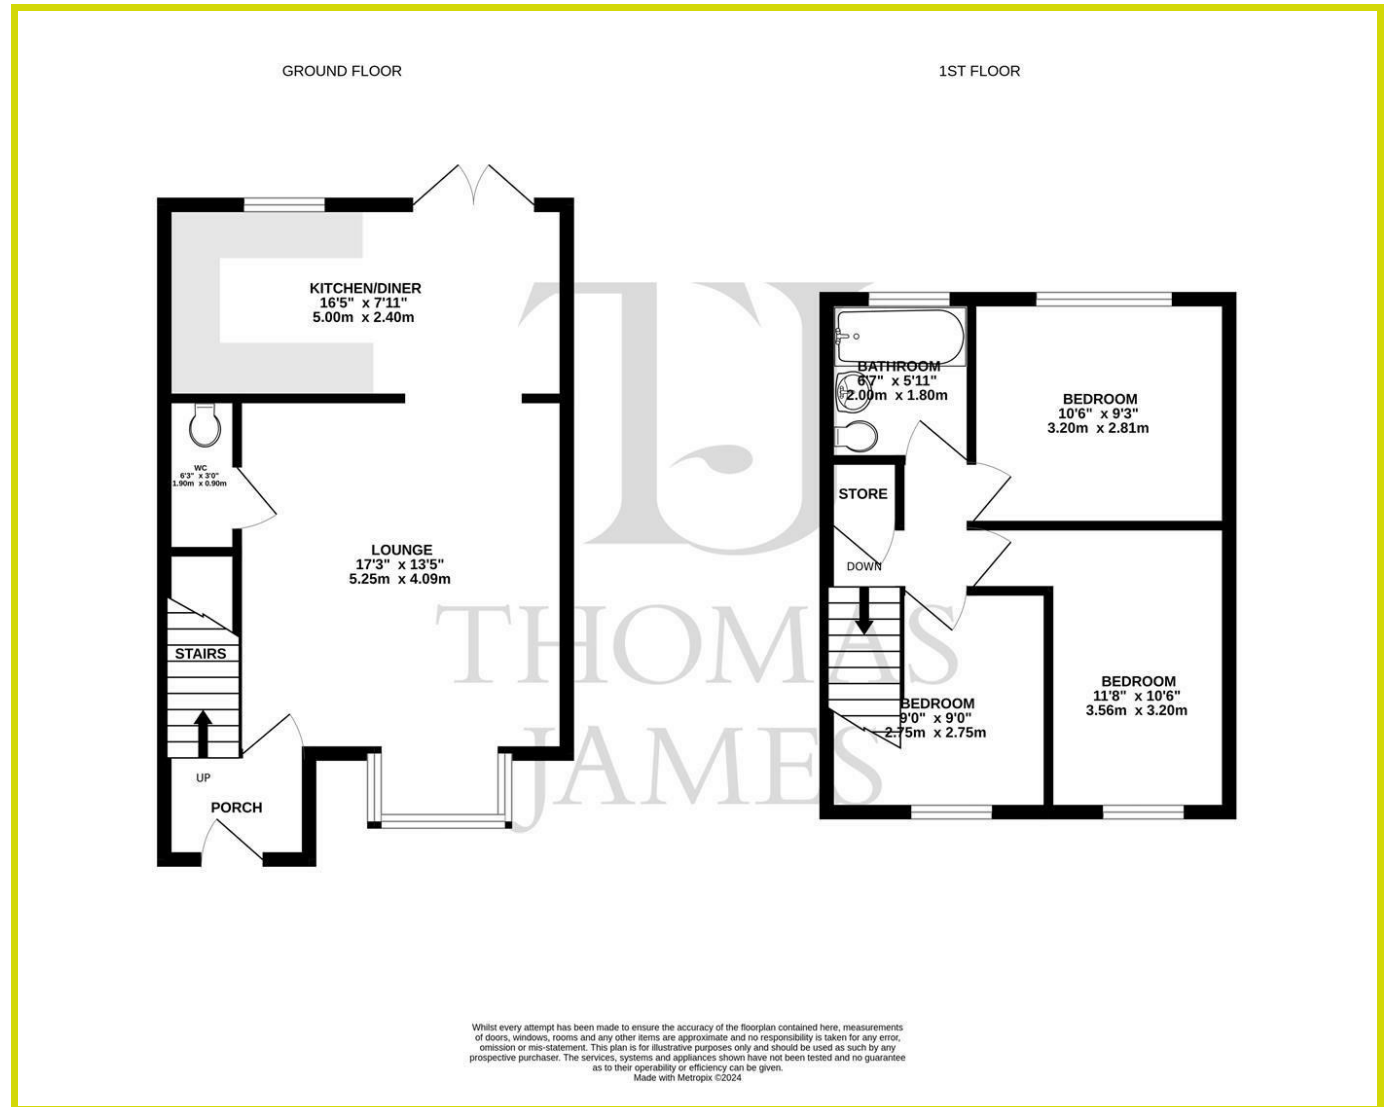 GROUND FLOOR
1ST FLOOR
KITCHEN/DINER
16'5" x 7'11"
5.00m x 2.40m
WC
6'3" x 3'0"
1.90m x 0.90m
LOUNGE
17'3" x 13'5"
5.25m x 4.09m
STAIRS
UP
PORCH
BATHROOM
6'7" x 5'11"
2.00m x 1.80m
BEDROOM
10'6" x 9'3"
3.20m x 2.81m
STORE
DOWN
BEDROOM
9'0" x 9'0"
2.75m x 2.75m
BEDROOM
11'8" x 10'6"
3.56m x 3.20m
TJ
THOMAS
JAMES
Whilst every attempt has been made to ensure the accuracy of the floorplan contained here, measurements
of doors, windows, rooms and any other items are approximate and no responsibility is taken for any error,
omission or mis-statement. This plan is for illustrative purposes only and should be used as such by any
prospective purchaser. The services, systems and appliances shown have not been tested and no guarantee
as to their operability or efficiency can be given.
Made with Metropix ©2024